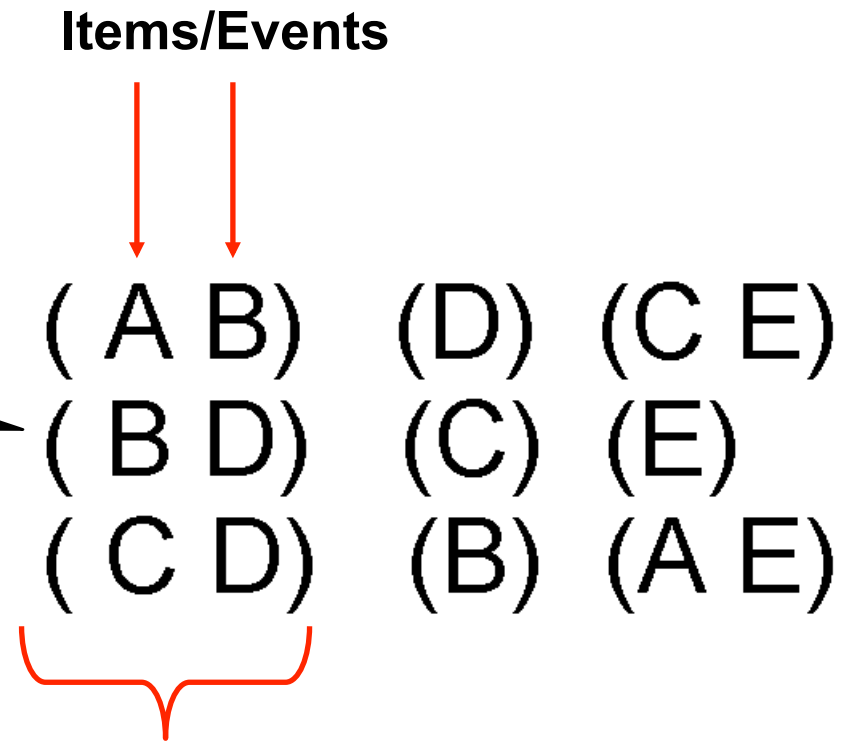 Items/Events
( A B) (D) (C E)
( B D) (C) (E)
( C D) (B) (A E)